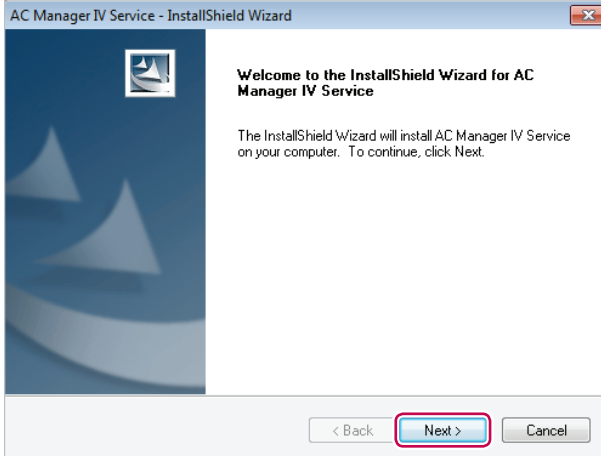 AC Manager IV Service - InstallShield Wizard
Welcome to the InstallShield Wizard for AC
Manager IV Service
The InstallShield Wizard will install AC Manager IV Service
on your computer. To continue, click Next.
< Back Next > Cancel